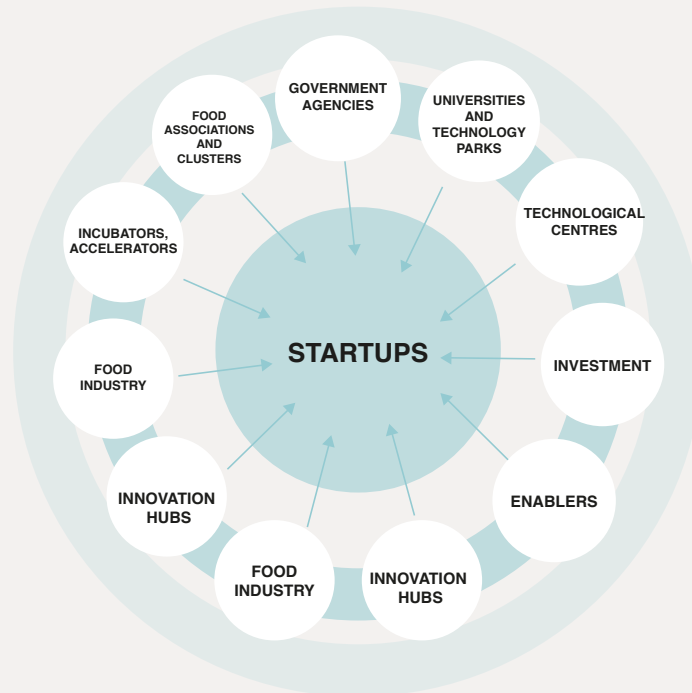 GOVERNMENT
AGENCIES
UNIVERSITIES
AND
TECHNOLOGY
PARKS
FOOD
ASSOCIATIONS
AND
CLUSTERS
TECHNOLOGICAL
CENTRES
INCUBATORS,
ACCELERATORS
STARTUPS
INVESTMENT
FOOD
INDUSTRY
ENABLERS
INNOVATION
HUBS
FOOD
INDUSTRY
INNOVATION
HUBS